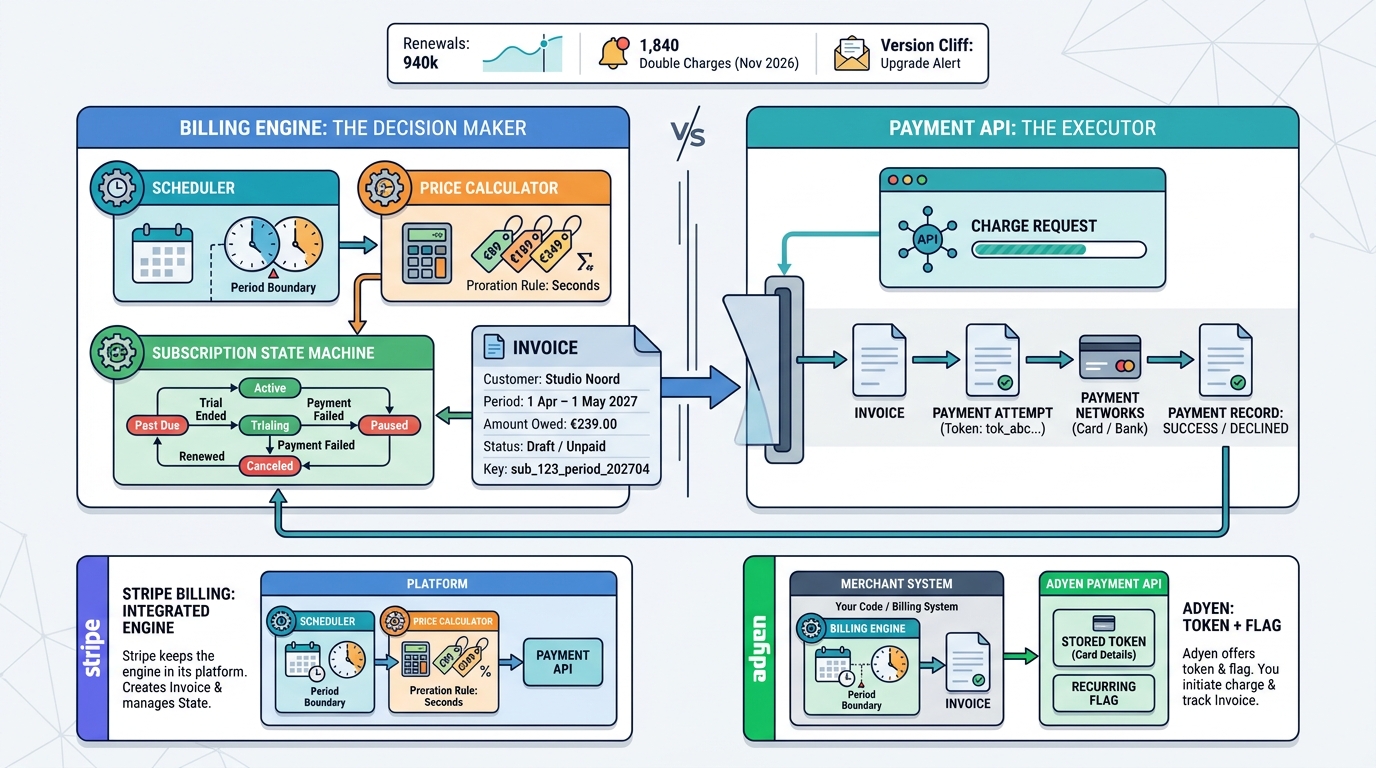 Renewals:
940k
1,840
Double Charges (Nov 2026)
Version Cliff:
Upgrade Alert
BILLING ENGINE: THE DECISION MAKER
VS
PAYMENT API: THE EXECUTOR
SCHEDULER
Period Boundary
PRICE CALCULATOR
€89
€189
€349
Proration Rule: Seconds
SUBSCRIPTION STATE MACHINE
Active
Trial
Ended
Payment
Failed
Past Due
Trialing
Paused
Payment Failed
Renewed
Canceled
INVOICE
Customer: Studio Noord
Period: 1 Apr – 1 May 2027
Amount Owed: €239.00
Status: Draft / Unpaid
Key: sub_123_period_202704
API
CHARGE REQUEST
INVOICE
PAYMENT ATTEMPT
(Token: tok_abc...)
PAYMENT
NETWORKS
(Card / Bank)
PAYMENT RECORD:
SUCCESS / DECLINED
stripe
STRIPE BILLING:
INTEGRATED
ENGINE
Stripe keeps the
engine in its platform.
Creates Invoice &
manages State.
PLATFORM
SCHEDULER
Period
Boundary
PRICE CALCULATOR
%
Preration Rule:
Seconds
PAYMENT
API
adyen
MERCHANT SYSTEM
Your Code / Billing System
BILLING ENGINE
Period
Boundary
INVOICE
ADYEN PAYMENT API
STORED TOKEN
(Card Details)
RECURRING
FLAG
ADYEN:
TOKEN + FLAG
Adyen offers
token & flag. You
initiate charge &
track Invoice.